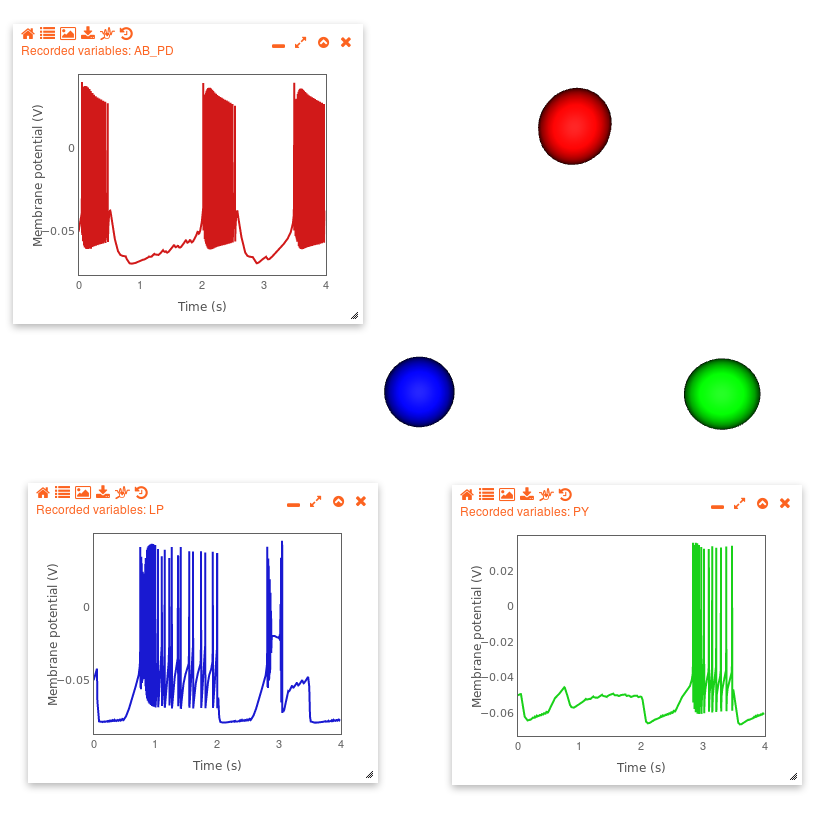 Recorded variables: AB_PD
Membrane potential (V)
0
−0.05
0 1 2 3 4
Time (s)
Recorded variables: LP
Membrane potential (V)
0
−0.05
0 1 2 3 4
Time (s)
Recorded variables: PY
Membrane potential (V)
0.02
0
−0.02
−0.04
−0.06
0 1 2 3 4
Time (s)